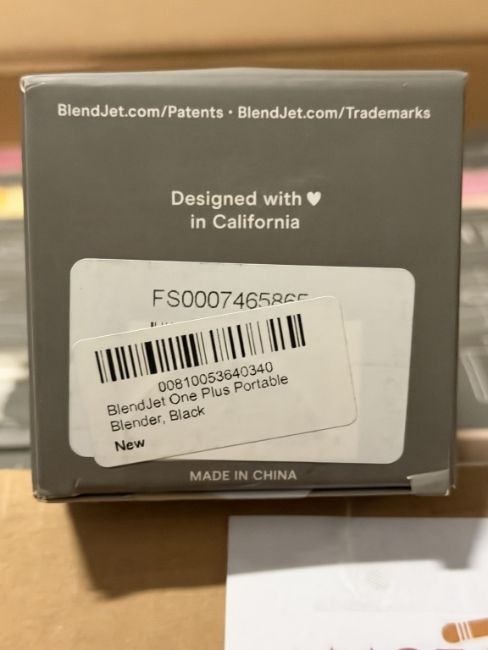 BlendJet.com/Patents · BlendJet.com/Trademarks
Designed with ♥
in California
FS0007465865
00810053640340
BlendJet One Plus Portable
Blender, Black
New
MADE IN CHINA